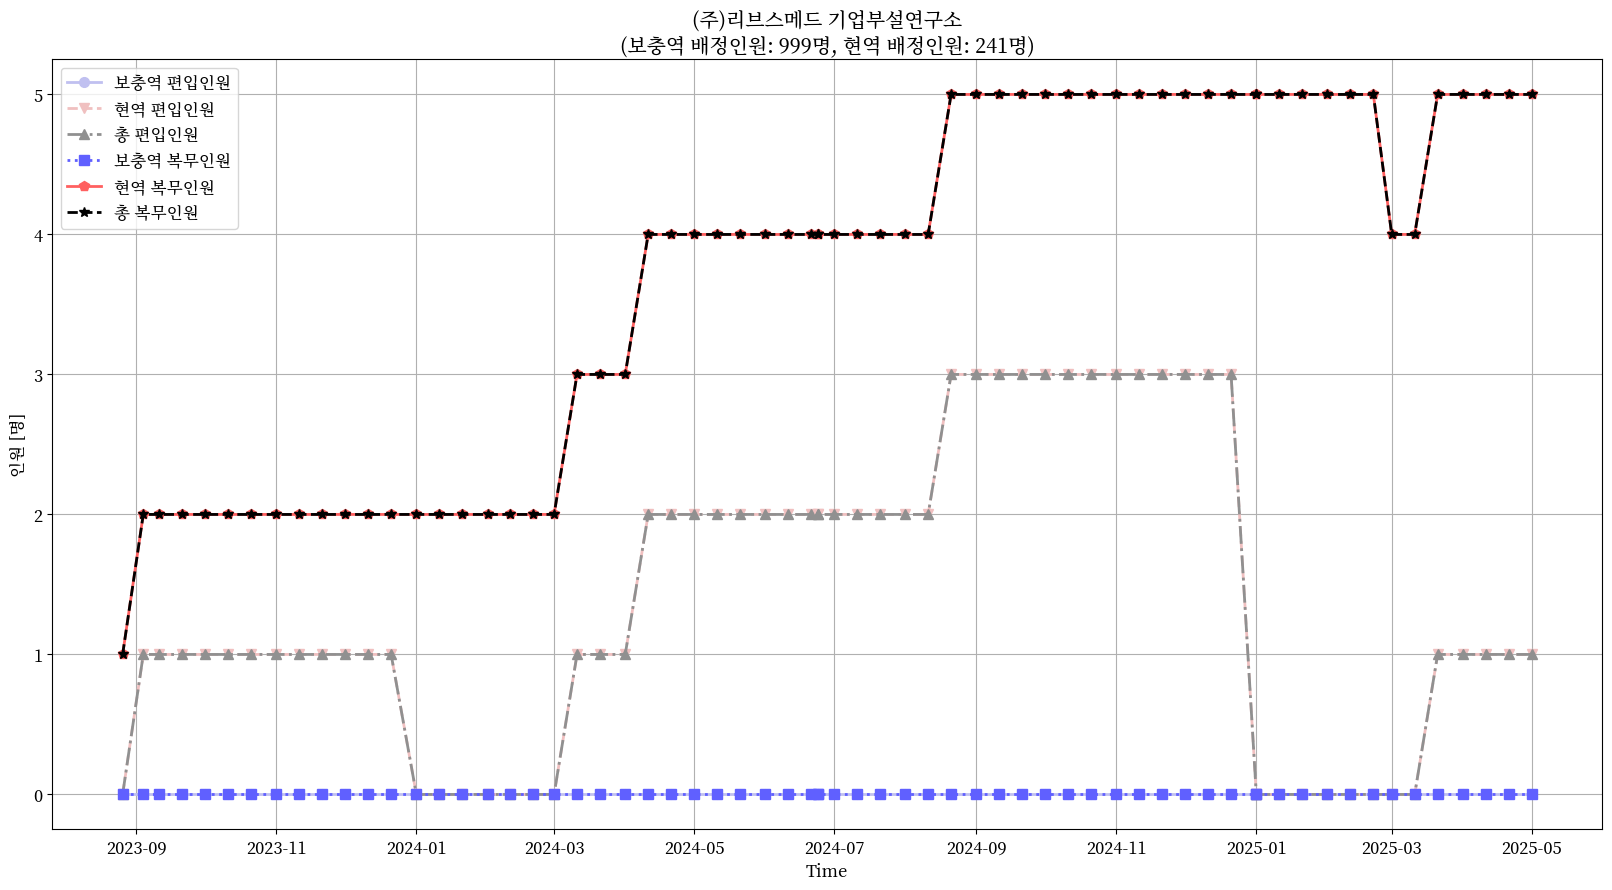 (주)리브스메드 기업부설연구소
(보충역 배정인원: 999명, 현역 배정인원: 241명)
보충역 편입인원
현역 편입인원
총 편입인원
보충역 복무인원
현역 복무인원
총 복무인원
5
4
3
2
1
0
인원 [명]
2023-09 2023-11 2024-01 2024-03 2024-05 2024-07 2024-09 2024-11 2025-01 2025-03 2025-05
Time